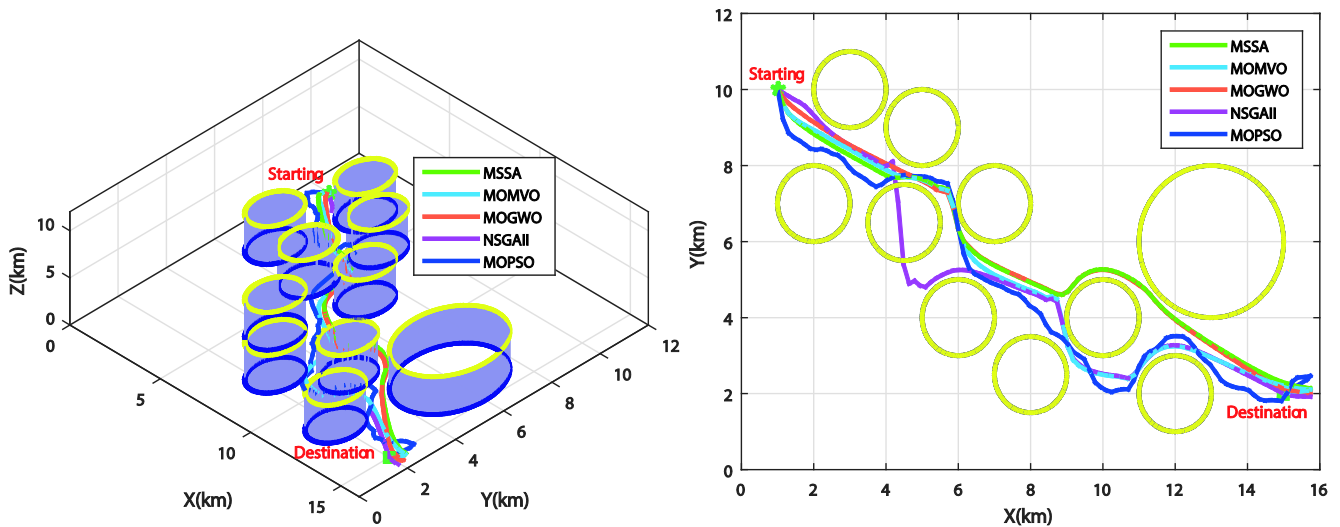 Starting
MSSA
MOMVO
MOGWO
NSGAII
MOPSO
Destination
10
5
0
Z(km)
0
5
10
15
X(km)
0
2
4
6
8
10
12
Y(km)
12
10
8
6
4
2
0
Y(km)
Starting
MSSA
MOMVO
MOGWO
NSGAII
MOPSO
Destination
0 2 4 6 8 10 12 14 16
X(km)